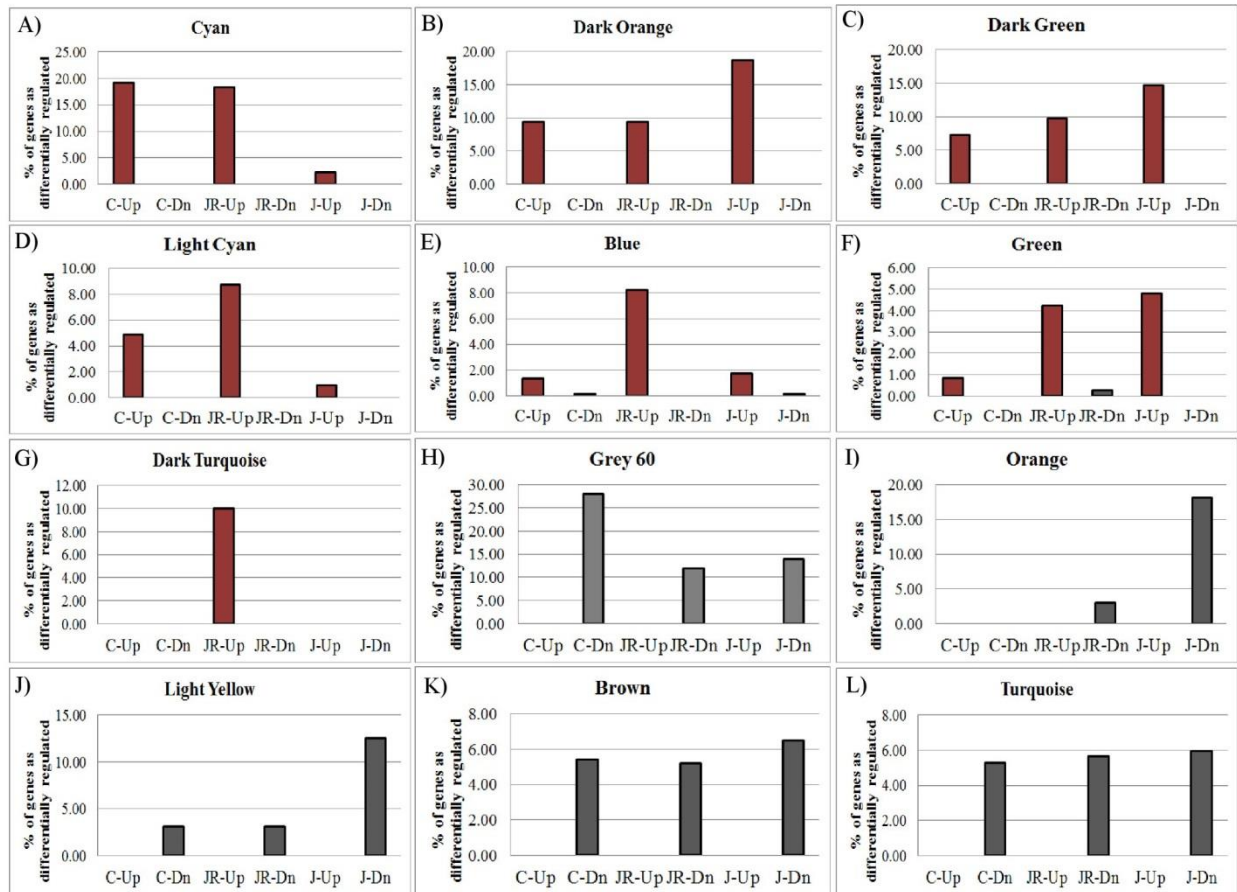 A)
Cyan
% of genes as
differentially regulated
25.00
20.00
15.00
10.00
5.00
0.00
C-Up C-Dn JR-Up JR-Dn J-Up J-Dn
B)
Dark Orange
% of genes as
differentially regulated
20.00
15.00
10.00
5.00
0.00
C-Up C-Dn JR-Up JR-Dn J-Up J-Dn
C)
Dark Green
% of genes as
differentially regulated
20.00
15.00
10.00
5.00
0.00
C-Up C-Dn JR-Up JR-Dn J-Up J-Dn
D)
Light Cyan
% of genes as
differentially regulated
10.00
8.00
6.00
4.00
2.00
0.00
C-Up C-Dn JR-Up JR-Dn J-Up J-Dn
E)
Blue
% of genes as
differentially regulated
10.00
8.00
6.00
4.00
2.00
0.00
C-Up C-Dn JR-Up JR-Dn J-Up J-Dn
F)
Green
% of genes as
differentially regulated
6.00
5.00
4.00
3.00
2.00
1.00
0.00
C-Up C-Dn JR-Up JR-Dn J-Up J-Dn
G)
Dark Turquoise
% of genes as
differentially regulated
12.00
10.00
8.00
6.00
4.00
2.00
0.00
C-Up C-Dn JR-Up JR-Dn J-Up J-Dn
H)
Grey 60
% of genes as
differentially regulated
30.00
25.00
20.00
15.00
10.00
5.00
0.00
C-Up C-Dn JR-Up JR-Dn J-Up J-Dn
I)
Orange
% of genes as
differentially regulated
20.00
15.00
10.00
5.00
0.00
C-Up C-Dn JR-Up JR-Dn J-Up J-Dn
J)
Light Yellow
% of genes as
differentially regulated
15.00
10.00
5.00
0.00
C-Up C-Dn JR-Up JR-Dn J-Up J-Dn
K)
Brown
% of genes as
differentially regulated
8.00
6.00
4.00
2.00
0.00
C-Up C-Dn JR-Up JR-Dn J-Up J-Dn
L)
Turquoise
% of genes as
differentially regulated
8.00
6.00
4.00
2.00
0.00
C-Up C-Dn JR-Up JR-Dn J-Up J-Dn